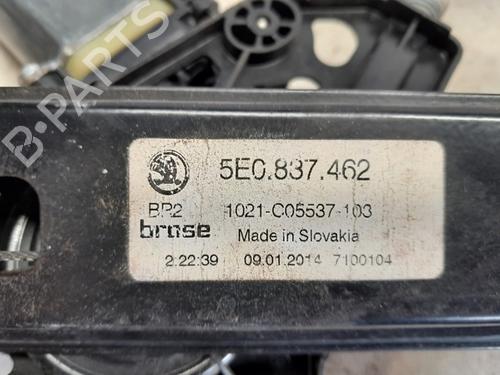 B-PARTS
5E0.837.462
BR2 1021-C05537-103
brose Made in Slovakia
2:22:39 09.01.2014 7100104